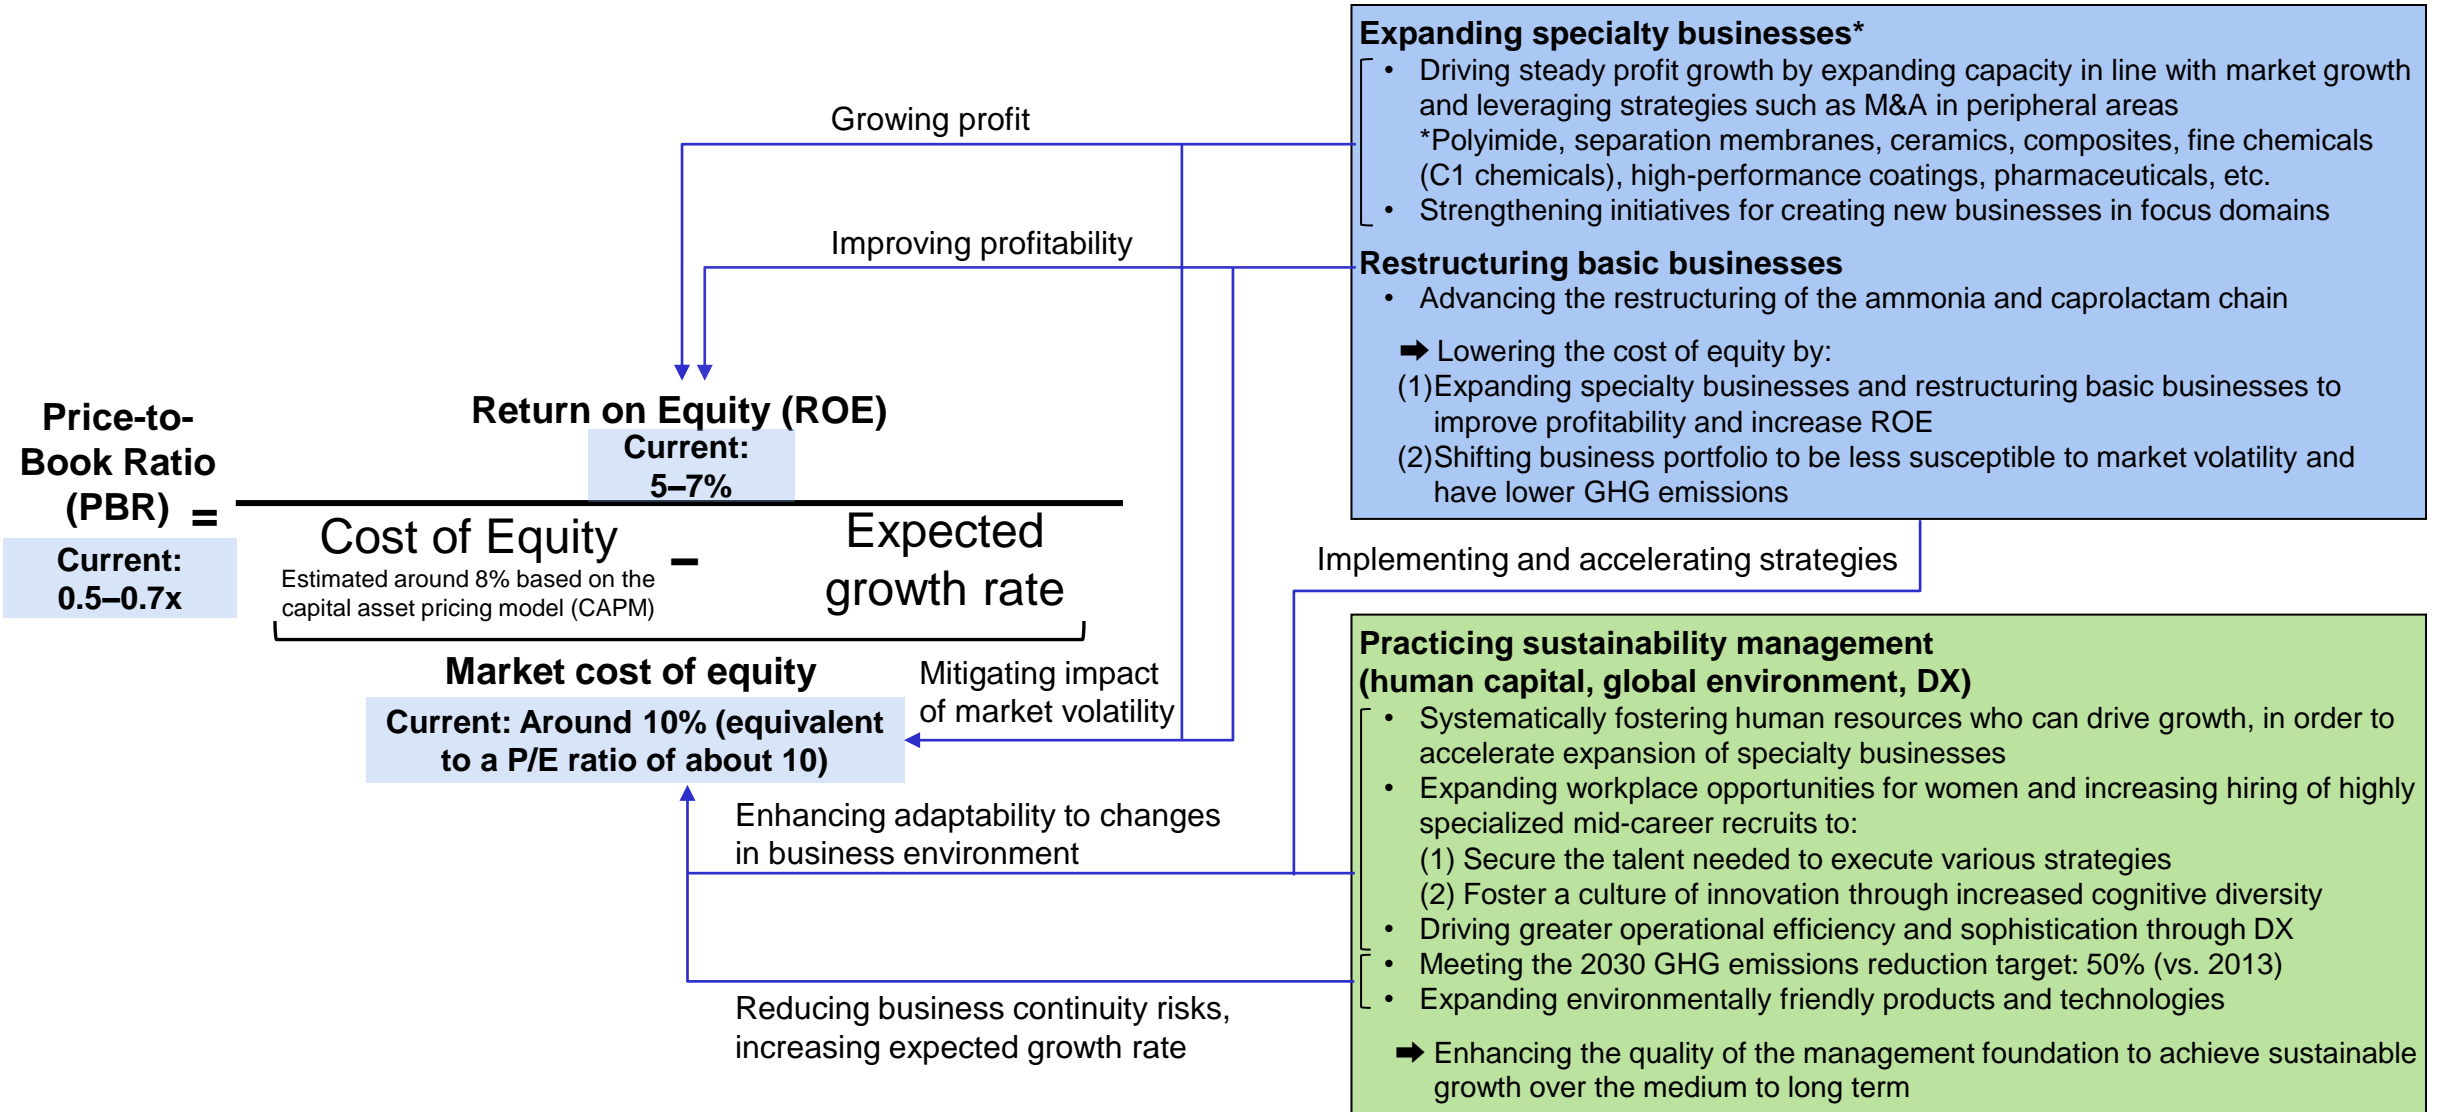 Price-to-
Book Ratio
(PBR)
Current:
0.5–0.7x
=
Return on Equity (ROE)
Current:
5–7%
Cost of Equity
Estimated around 8% based on the
capital asset pricing model (CAPM)
–
Expected
growth rate
Market cost of equity
Current: Around 10% (equivalent
to a P/E ratio of about 10)
Growing profit
Improving profitability
Mitigating impact
of market volatility
Enhancing adaptability to changes
in business environment
Reducing business continuity risks,
increasing expected growth rate
Expanding specialty businesses*
• Driving steady profit growth by expanding capacity in line with market growth
and leveraging strategies such as M&A in peripheral areas
*Polyimide, separation membranes, ceramics, composites, fine chemicals
(C1 chemicals), high-performance coatings, pharmaceuticals, etc.
• Strengthening initiatives for creating new businesses in focus domains
Restructuring basic businesses
• Advancing the restructuring of the ammonia and caprolactam chain
➡ Lowering the cost of equity by:
(1)Expanding specialty businesses and restructuring basic businesses to
improve profitability and increase ROE
(2)Shifting business portfolio to be less susceptible to market volatility and
have lower GHG emissions
Implementing and accelerating strategies
Practicing sustainability management
(human capital, global environment, DX)
• Systematically fostering human resources who can drive growth, in order to
accelerate expansion of specialty businesses
• Expanding workplace opportunities for women and increasing hiring of highly
specialized mid-career recruits to:
(1) Secure the talent needed to execute various strategies
(2) Foster a culture of innovation through increased cognitive diversity
• Driving greater operational efficiency and sophistication through DX
• Meeting the 2030 GHG emissions reduction target: 50% (vs. 2013)
• Expanding environmentally friendly products and technologies
➡ Enhancing the quality of the management foundation to achieve sustainable
growth over the medium to long term